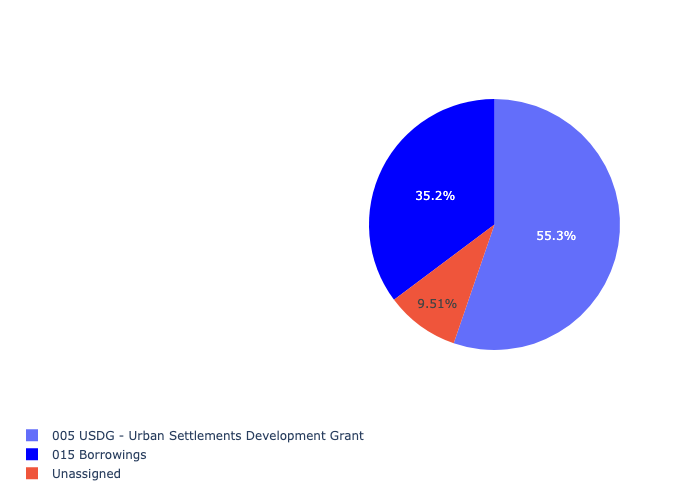 35.2%
55.3%
9.51%
005 USDG - Urban Settlements Development Grant
015 Borrowings
Unassigned